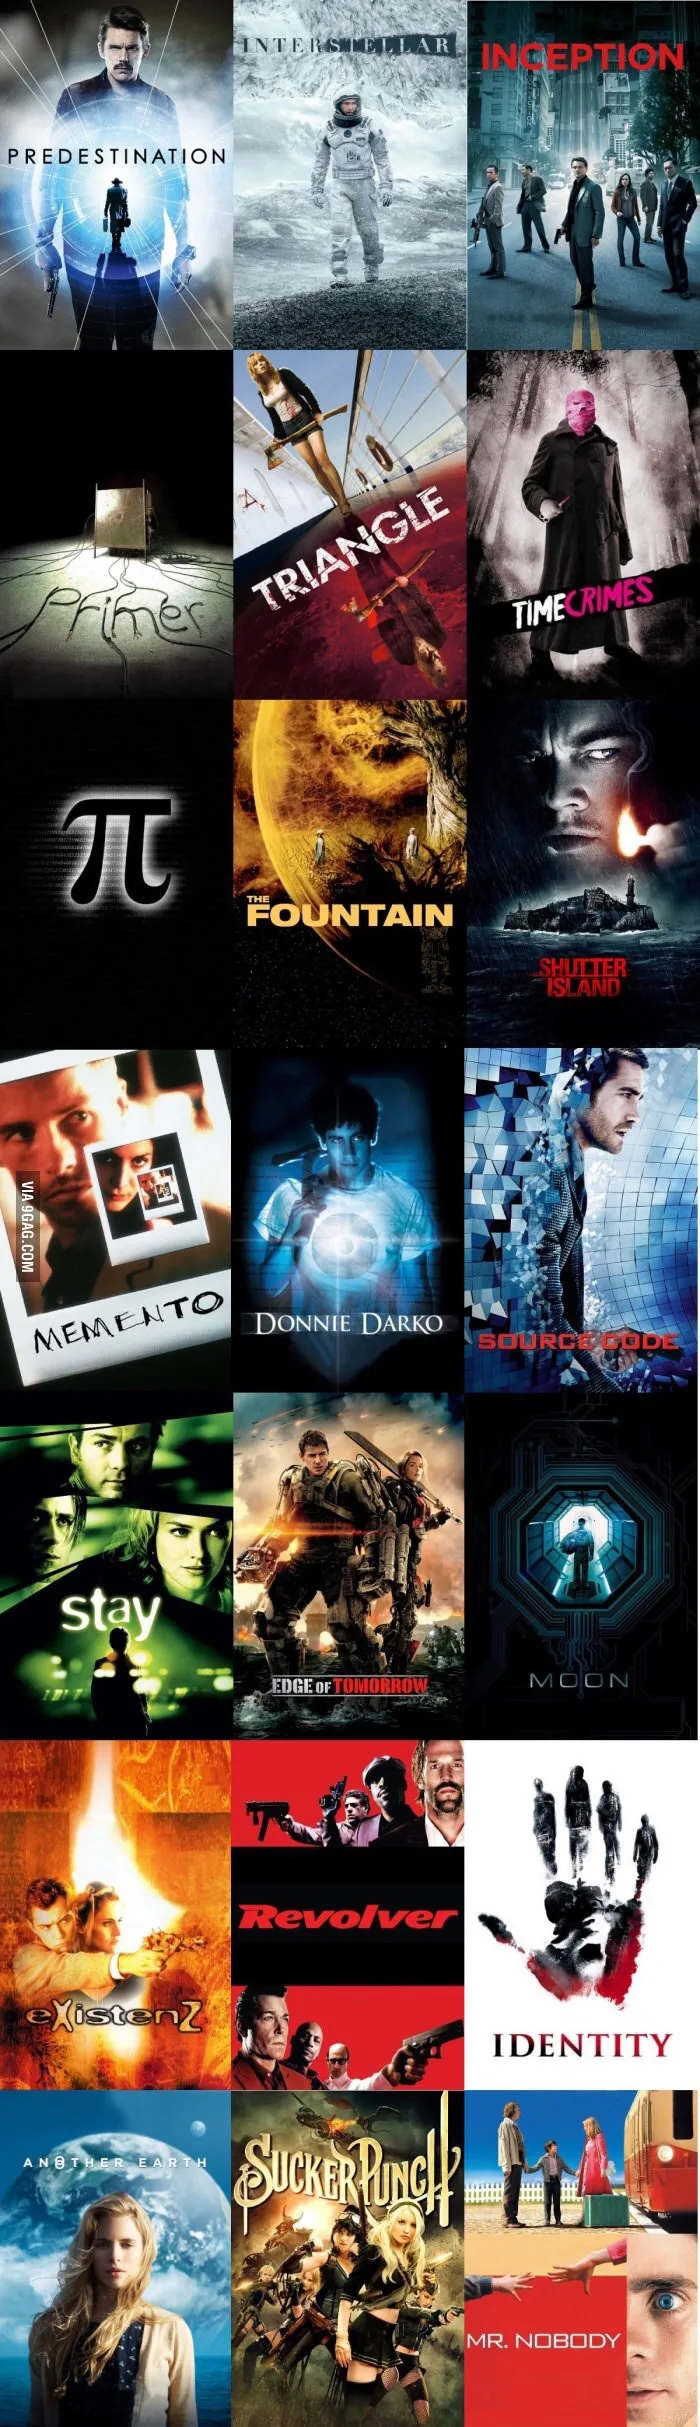 PREDESTINATION
INTERSTELLAR
INCEPTION
Primer
TRIANGLE
TIMECRIMES
π
THE
FOUNTAIN
SHUTTER
ISLAND
VIA 9GAG.COM
MEMENTO
DONNIE DARKO
SOURCE CODE
stay
EDGE OF TOMORROW
MOON
eXistenZ
Revolver
IDENTITY
ANOTHER EARTH
SUCKER PUNCH
MR. NOBODY